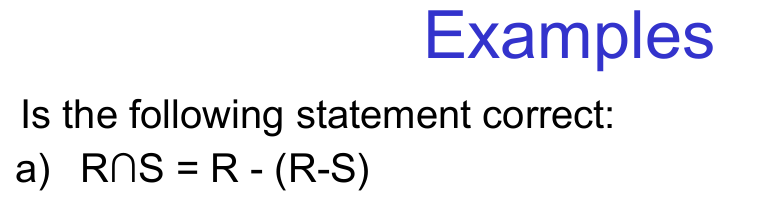 Examples
Is the following statement correct:
a) R∩S = R - (R-S)